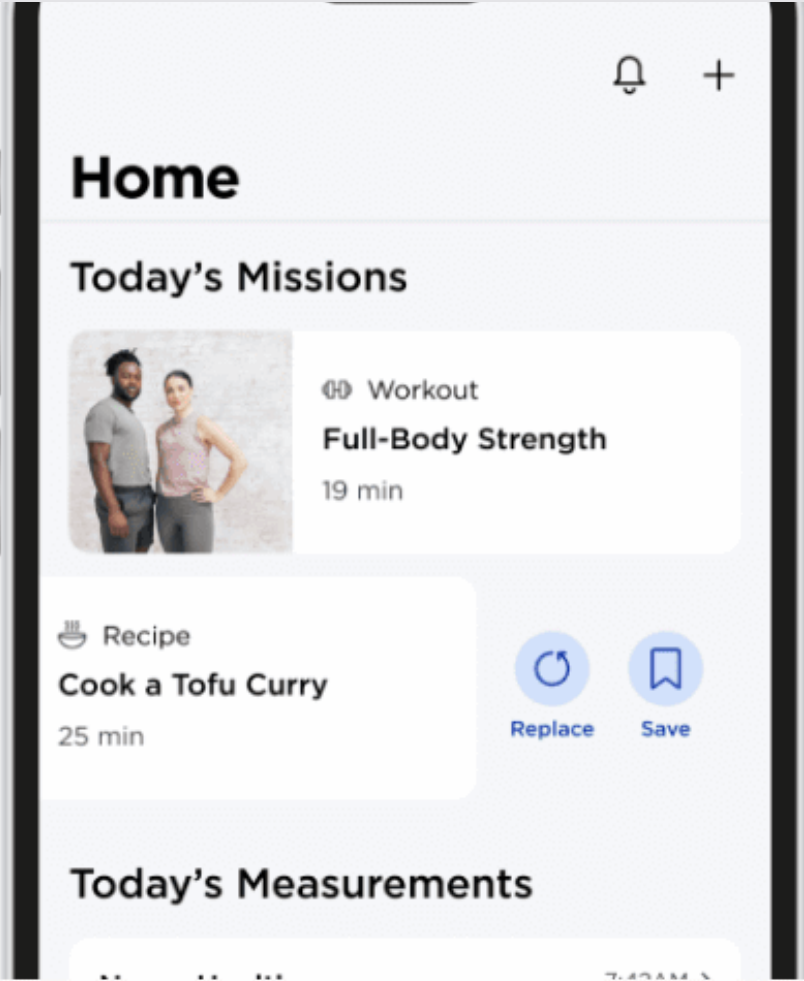 Home
Today’s Missions
Workout
Full-Body Strength
19 min
Recipe
Cook a Tofu Curry
25 min
Replace
Save
Today’s Measurements